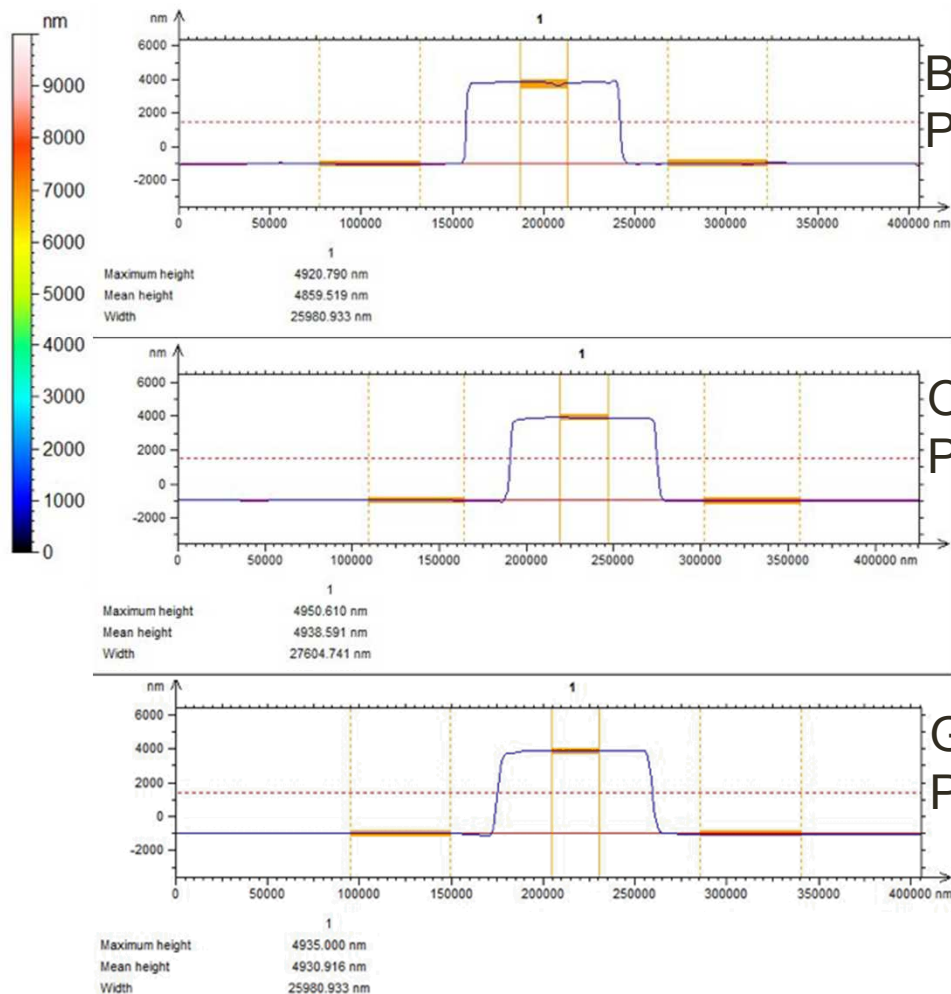 nm
9000
8000
7000
6000
5000
4000
3000
2000
1000
0
1
nm
6000
4000
2000
0
-2000
0 50000 100000 150000 200000 250000 300000 350000 400000 nm
B
P
1
Maximum height 4920.790 nm
Mean height 4859.519 nm
Width 25980.933 nm
1
nm
6000
4000
2000
0
-2000
0 50000 100000 150000 200000 250000 300000 350000 400000 nm
P
1
Maximum height 4950.610 nm
Mean height 4938.591 nm
Width 27604.741 nm
1
nm
6000
4000
2000
0
-2000
0 50000 100000 150000 200000 250000 300000 350000 400000 nm
P
1
Maximum height 4935.000 nm
Mean height 4930.916 nm
Width 25980.933 nm